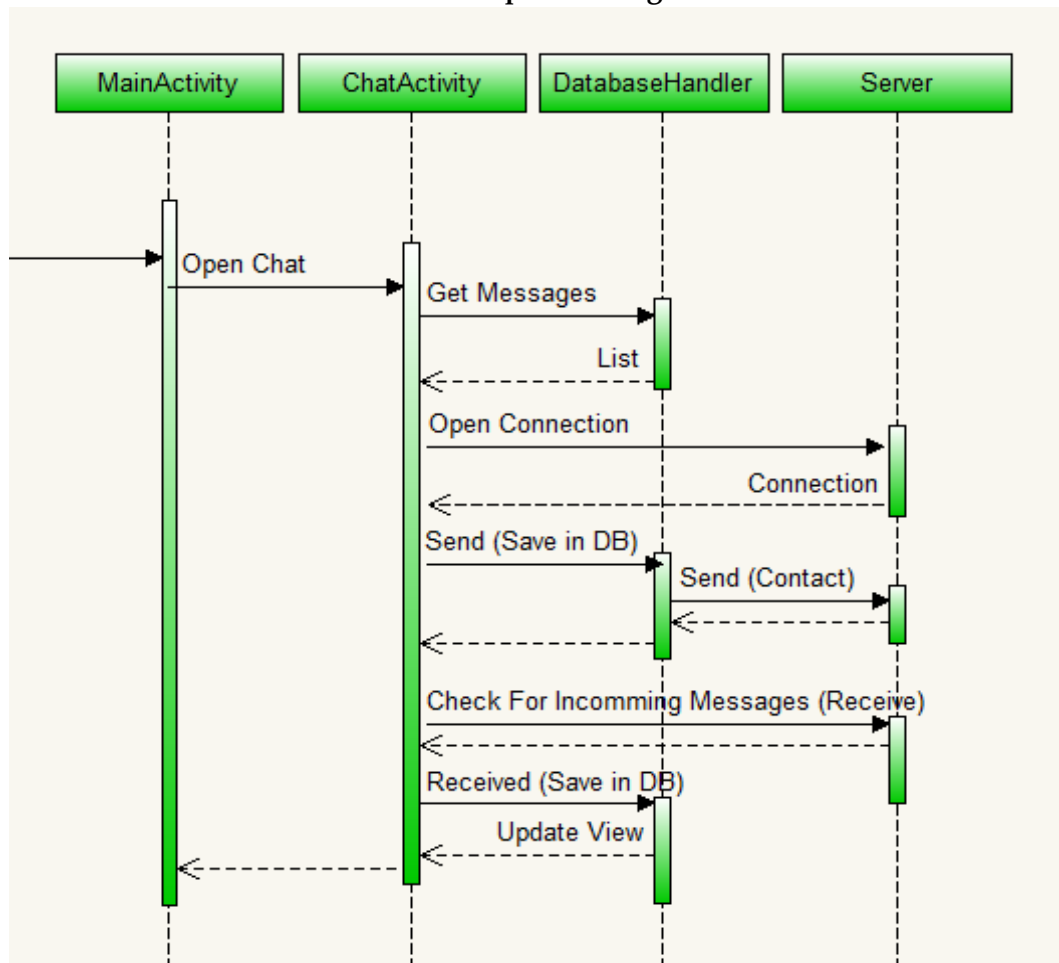 MainActivity
ChatActivity
DatabaseHandler
Server
Open Chat
Get Messages
List
Open Connection
Connection
Send (Save in DB)
Send (Contact)
Check For Incomming Messages (Receive)
Received (Save in DB)
Update View